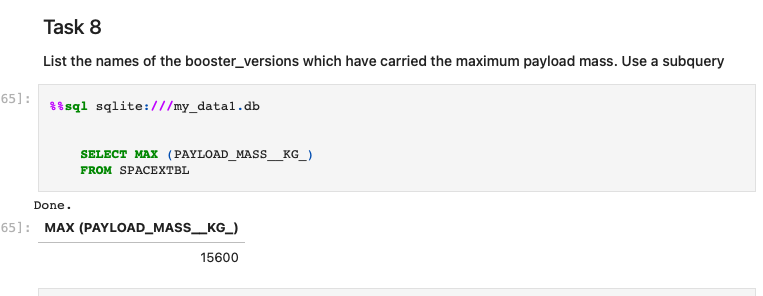 Task 8
List the names of the booster_versions which have carried the maximum payload mass. Use a subquery
65]:
%%sql sqlite:///my_data1.db
SELECT MAX (PAYLOAD_MASS__KG_)
FROM SPACEXTBL
Done.
65]:
MAX (PAYLOAD_MASS__KG_)
15600